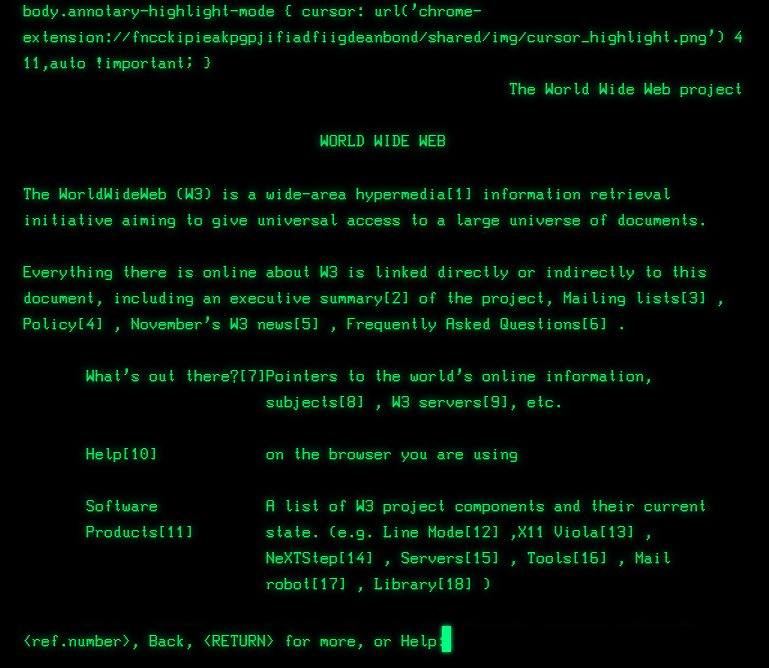 body.annotary-highlight-mode { cursor: url('chrome-
extension://fncckipieakpgpjifiadfiigdeanbond/shared/img/cursor_highlight.png') 4
11,auto !important; }
The World Wide Web project
WORLD WIDE WEB
The WorldWideWeb (W3) is a wide-area hypermedia[1] information retrieval
initiative aiming to give universal access to a large universe of documents.
Everything there is online about W3 is linked directly or indirectly to this
document, including an executive summary[2] of the project, Mailing lists[3] ,
Policy[4] , November's W3 news[5] , Frequently Asked Questions[6] .
What's out there?[7]Pointers to the world's online information,
subjects[8] , W3 servers[9], etc.
Help[10] on the browser you are using
Software A list of W3 project components and their current
Products[11] state. (e.g. Line Mode[12] ,X11 Viola[13] ,
NeXTStep[14] , Servers[15] , Tools[16] , Mail
robot[17] , Library[18] )
<ref.number>, Back, <RETURN> for more, or Help: